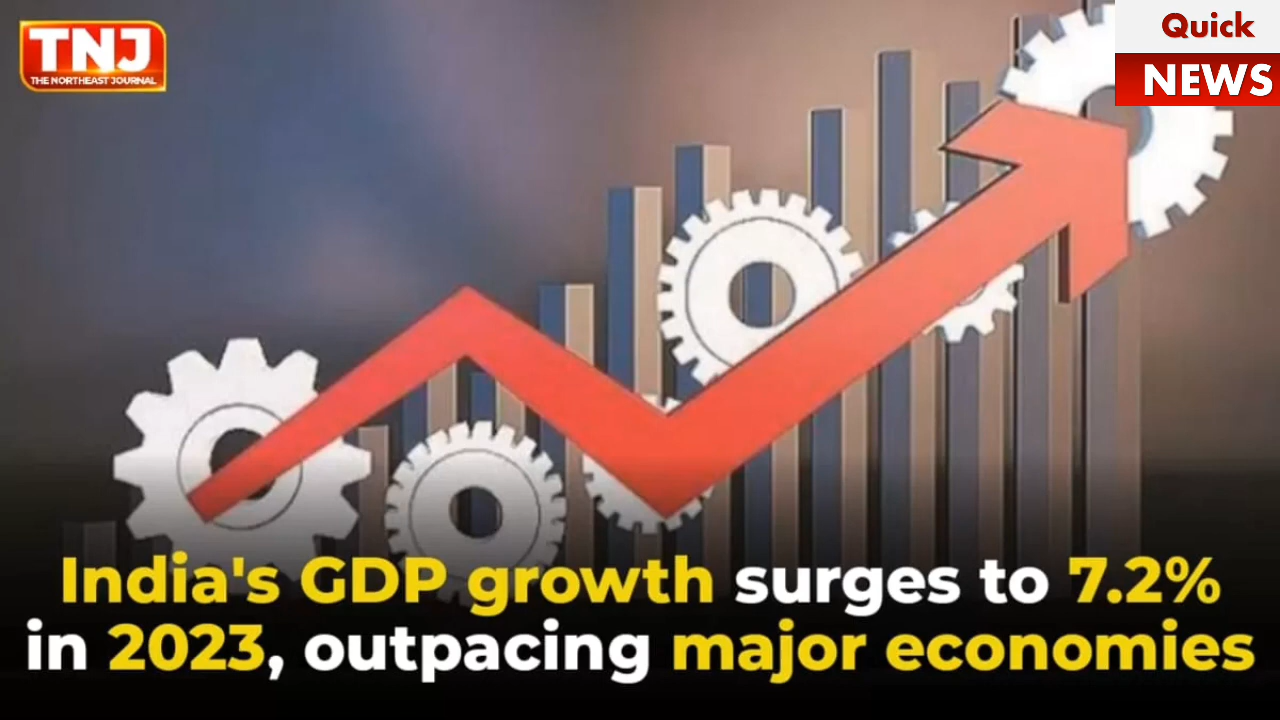 TNJ
THE NORTHEAST JOURNAL
Quick
NEWS
India's GDP growth surges to 7.2%
in 2023, outpacing major economies